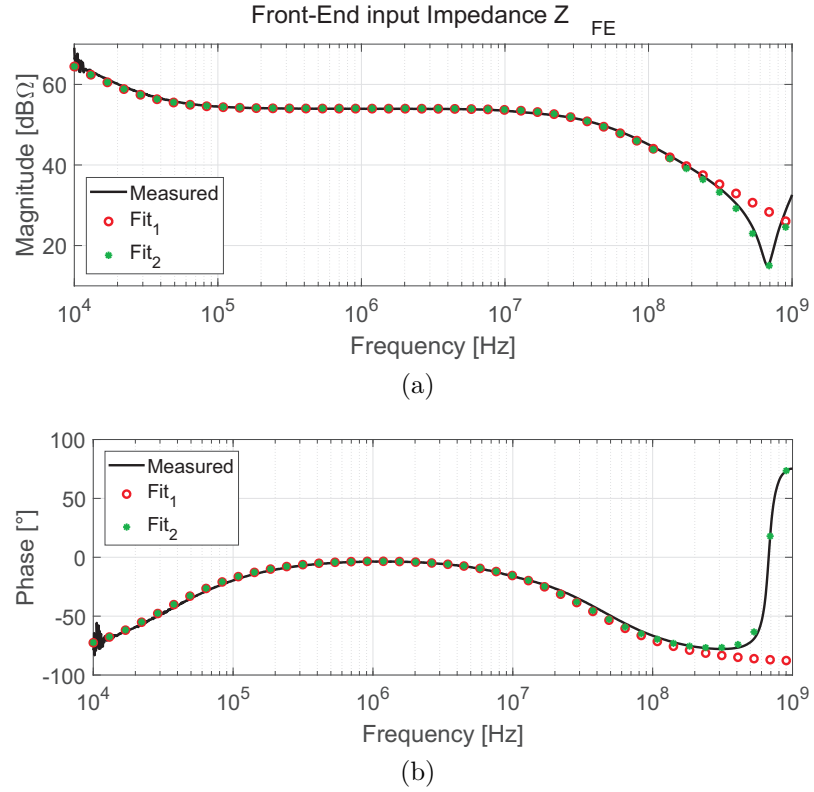 Front-End input Impedance Z FE
Magnitude [dBΩ]
60
40
20
Measured
Fit1
Fit2
10^4 10^5 10^6 10^7 10^8 10^9
Frequency [Hz]
(a)
Phase [°]
100
50
0
-50
-100
Measured
Fit1
Fit2
10^4 10^5 10^6 10^7 10^8 10^9
Frequency [Hz]
(b)